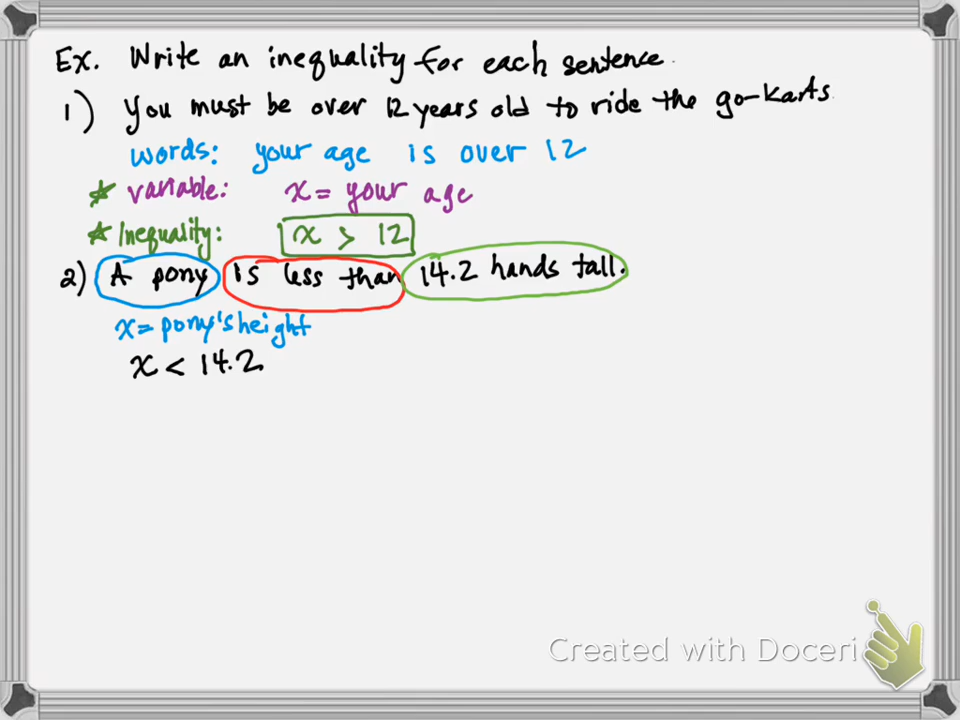 Ex. Write an inequality for each sentence.
1) You must be over 12 years old to ride the go-karts.
words: your age is over 12
* variable: x = your age
* Inequality: x > 12
2) A pony is less than 14.2 hands tall.
x = pony's height
x < 14.2
Created with Doceri